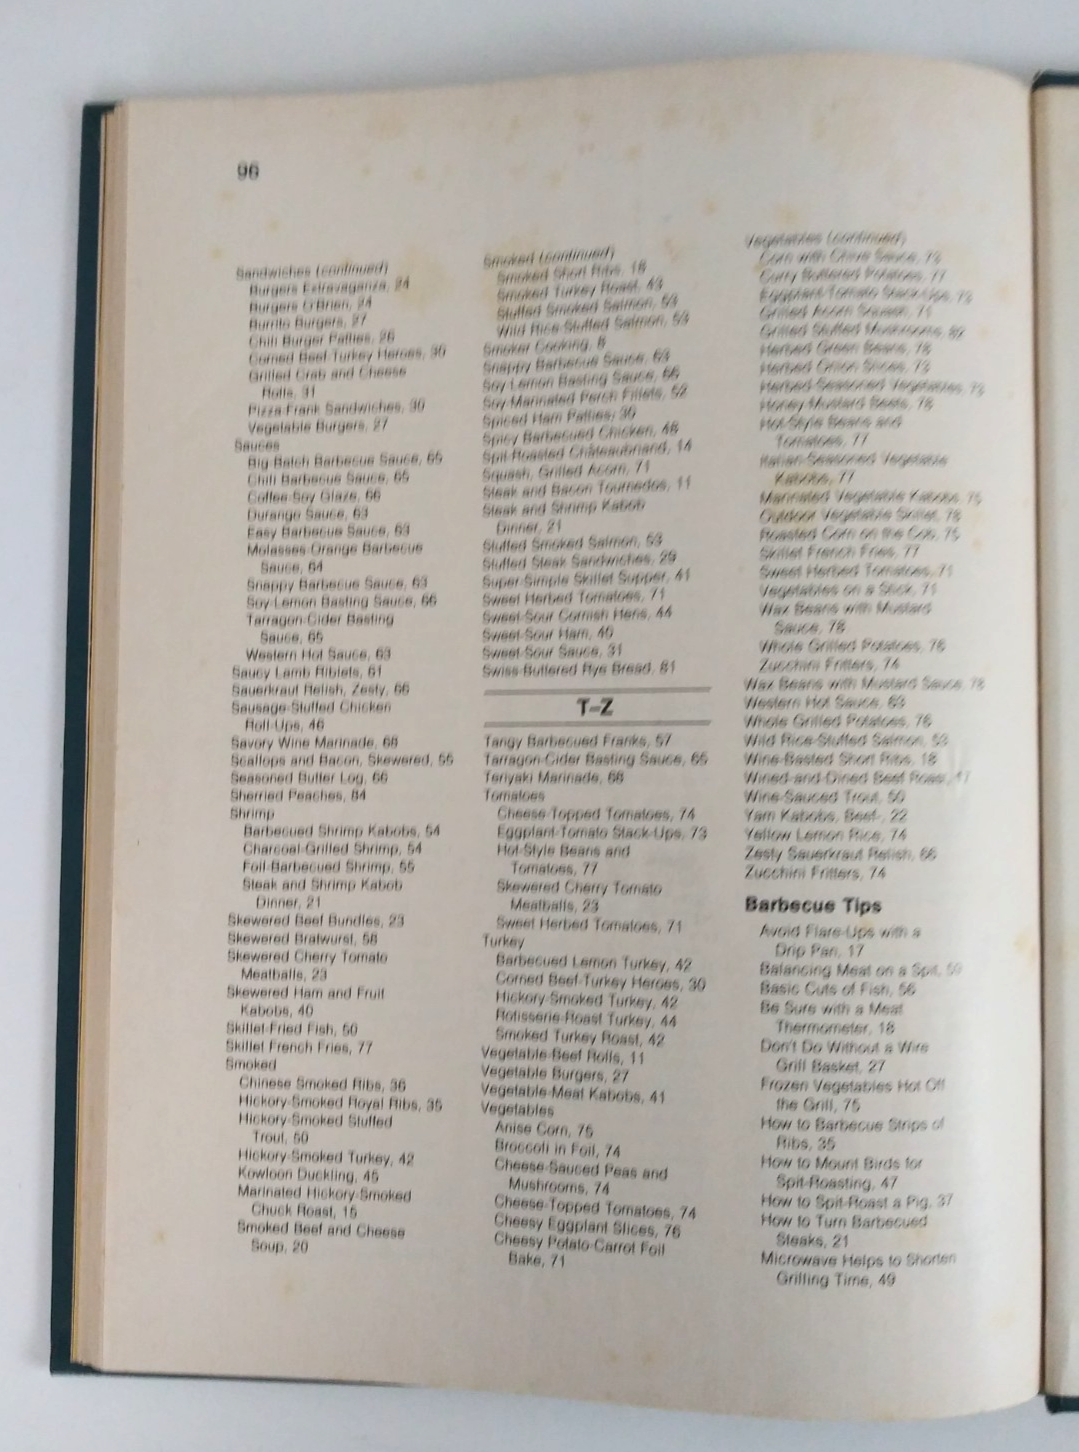 96
Sandwiches (continued)
Burgers Extravaganza, 24
Burgers O'Brien, 24
Burrito Burgers, 27
Chili Burger Patties, 26
Corned Beef-Turkey Heroes, 30
Grilled Crab and Cheese
Rolls, 31
Pizza-Frank Sandwiches, 30
Vegetable Burgers, 27
Sauces
Big Batch Barbecue Sauce, 65
Chili Barbecue Sauce, 65
Coffee-Soy Glaze, 66
Durango Sauce, 63
Easy Barbecue Sauce, 63
Molasses-Orange Barbecue
Sauce, 64
Snappy Barbecue Sauce, 63
Soy-Lemon Basting Sauce, 66
Tarragon-Cider Basting
Sauce, 65
Western Hot Sauce, 63
Saucy Lamb Riblets, 61
Sauerkraut Relish, Zesty, 66
Sausage-Stuffed Chicken
Roll-Ups, 46
Savory Wine Marinade, 68
Scallops and Bacon, Skewered, 55
Seasoned Butter Log, 66
Sherried Peaches, 84
Shrimp
Barbecued Shrimp Kabobs, 54
Charcoal-Grilled Shrimp, 54
Foil-Barbecued Shrimp, 55
Steak and Shrimp Kabob
Dinner, 21
Skewered Beef Bundles, 23
Skewered Bratwurst, 58
Skewered Cherry Tomato
Meatballs, 23
Skewered Ham and Fruit
Kabobs, 40
Skillet-Fried Fish, 50
Skillet French Fries, 77
Smoked
Chinese Smoked Ribs, 36
Hickory-Smoked Royal Ribs, 35
Hickory-Smoked Stuffed
Trout, 50
Hickory-Smoked Turkey, 42
Kowloon Duckling, 45
Marinated Hickory-Smoked
Chuck Roast, 15
Smoked Beef and Cheese
Soup, 20
Smoked (continued)
Smoked Short Ribs, 18
Smoked Turkey Roast, 43
Stuffed Smoked Salmon, 53
Wild Rice-Stuffed Salmon, 53
Smoker Cooking, 8
Snappy Barbecue Sauce, 63
Soy-Lemon Basting Sauce, 66
Soy-Marinated Perch Fillets, 52
Spiced Ham Patties, 30
Spicy Barbecued Chicken, 48
Spit-Roasted Châteaubriand, 14
Squash, Grilled Acorn, 71
Steak and Bacon Tournedos, 11
Steak and Shrimp Kabob
Dinner, 21
Stuffed Smoked Salmon, 53
Stuffed Steak Sandwiches, 29
Super-Simple Skillet Supper, 41
Sweet Herbed Tomatoes, 71
Sweet-Sour Cornish Hens, 44
Sweet-Sour Ham, 40
Sweet-Sour Sauce, 31
Swiss-Buttered Rye Bread, 81
T–Z
Tangy Barbecued Franks, 57
Tarragon-Cider Basting Sauce, 65
Teriyaki Marinade, 68
Tomatoes
Cheese-Topped Tomatoes, 74
Eggplant-Tomato Stack-Ups, 73
Hot-Style Beans and
Tomatoes, 77
Skewered Cherry Tomato
Meatballs, 23
Sweet Herbed Tomatoes, 71
Turkey
Barbecued Lemon Turkey, 42
Corned Beef-Turkey Heroes, 30
Hickory-Smoked Turkey, 42
Rotisserie-Roast Turkey, 44
Smoked Turkey Roast, 42
Vegetable-Beef Rolls, 11
Vegetable Burgers, 27
Vegetable-Meat Kabobs, 41
Vegetables
Anise Corn, 75
Broccoli in Foil, 74
Cheese-Sauced Peas and
Mushrooms, 74
Cheese-Topped Tomatoes, 74
Cheesy Eggplant Slices, 76
Cheesy Potato-Carrot Foil
Bake, 71
Vegetables (continued)
Corn with Chive Sauce, 73
Curry Buttered Potatoes, 77
Eggplant-Tomato Stack-Ups, 73
Grilled Acorn Squash, 71
Grilled Stuffed Mushrooms, 82
Herbed Green Beans, 78
Herbed Onion Slices, 73
Herbed-Seasoned Vegetables, 73
Honey-Mustard Beets, 78
Hot-Style Beans and
Tomatoes, 77
Italian-Seasoned Vegetable
Kabobs, 77
Marinated Vegetable Kabobs, 75
Outdoor Vegetable Skillet, 78
Roasted Corn on the Cob, 75
Skillet French Fries, 77
Sweet Herbed Tomatoes, 71
Vegetables on a Stick, 71
Wax Beans with Mustard
Sauce, 78
Whole Grilled Potatoes, 76
Zucchini Fritters, 74
Wax Beans with Mustard Sauce, 78
Western Hot Sauce, 63
Whole Grilled Potatoes, 76
Wild Rice-Stuffed Salmon, 53
Wine-Basted Short Ribs, 18
Wined-and-Dined Beef Roast, 17
Wine-Sauced Trout, 50
Yam Kabobs, Beef-, 22
Yellow Lemon Rice, 74
Zesty Sauerkraut Relish, 66
Zucchini Fritters, 74
Barbecue Tips
Avoid Flare-Ups with a
Drip Pan, 17
Balancing Meat on a Spit, 59
Basic Cuts of Fish, 56
Be Sure with a Meat
Thermometer, 18
Don't Do Without a Wire
Grill Basket, 27
Frozen Vegetables Hot Off
the Grill, 75
How to Barbecue Strips of
Ribs, 35
How to Mount Birds for
Spit-Roasting, 47
How to Spit-Roast a Pig, 37
How to Turn Barbecued
Steaks, 21
Microwave Helps to Shorten
Grilling Time, 49